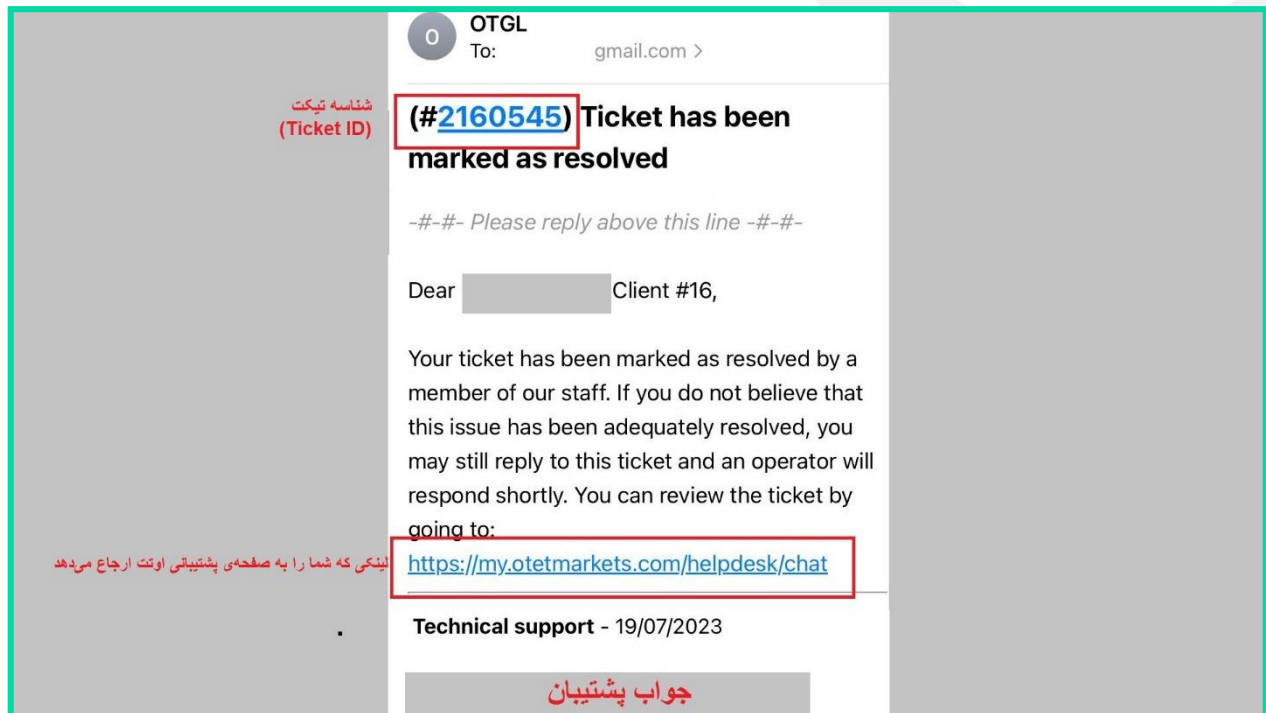 O
OTGL
To: gmail.com >
شناسه تیکت
(Ticket ID)
(#2160545) Ticket has been
marked as resolved
-#-#- Please reply above this line -#-#-
Dear Client #16,
Your ticket has been marked as resolved by a
member of our staff. If you do not believe that
this issue has been adequately resolved, you
may still reply to this ticket and an operator will
respond shortly. You can review the ticket by
going to:
لینکی که شما را به صفحه‌ی پشتیبانی اوتت ارجاع می‌دهد
https://my.otetmarkets.com/helpdesk/chat
.
Technical support - 19/07/2023
جواب پشتیبان